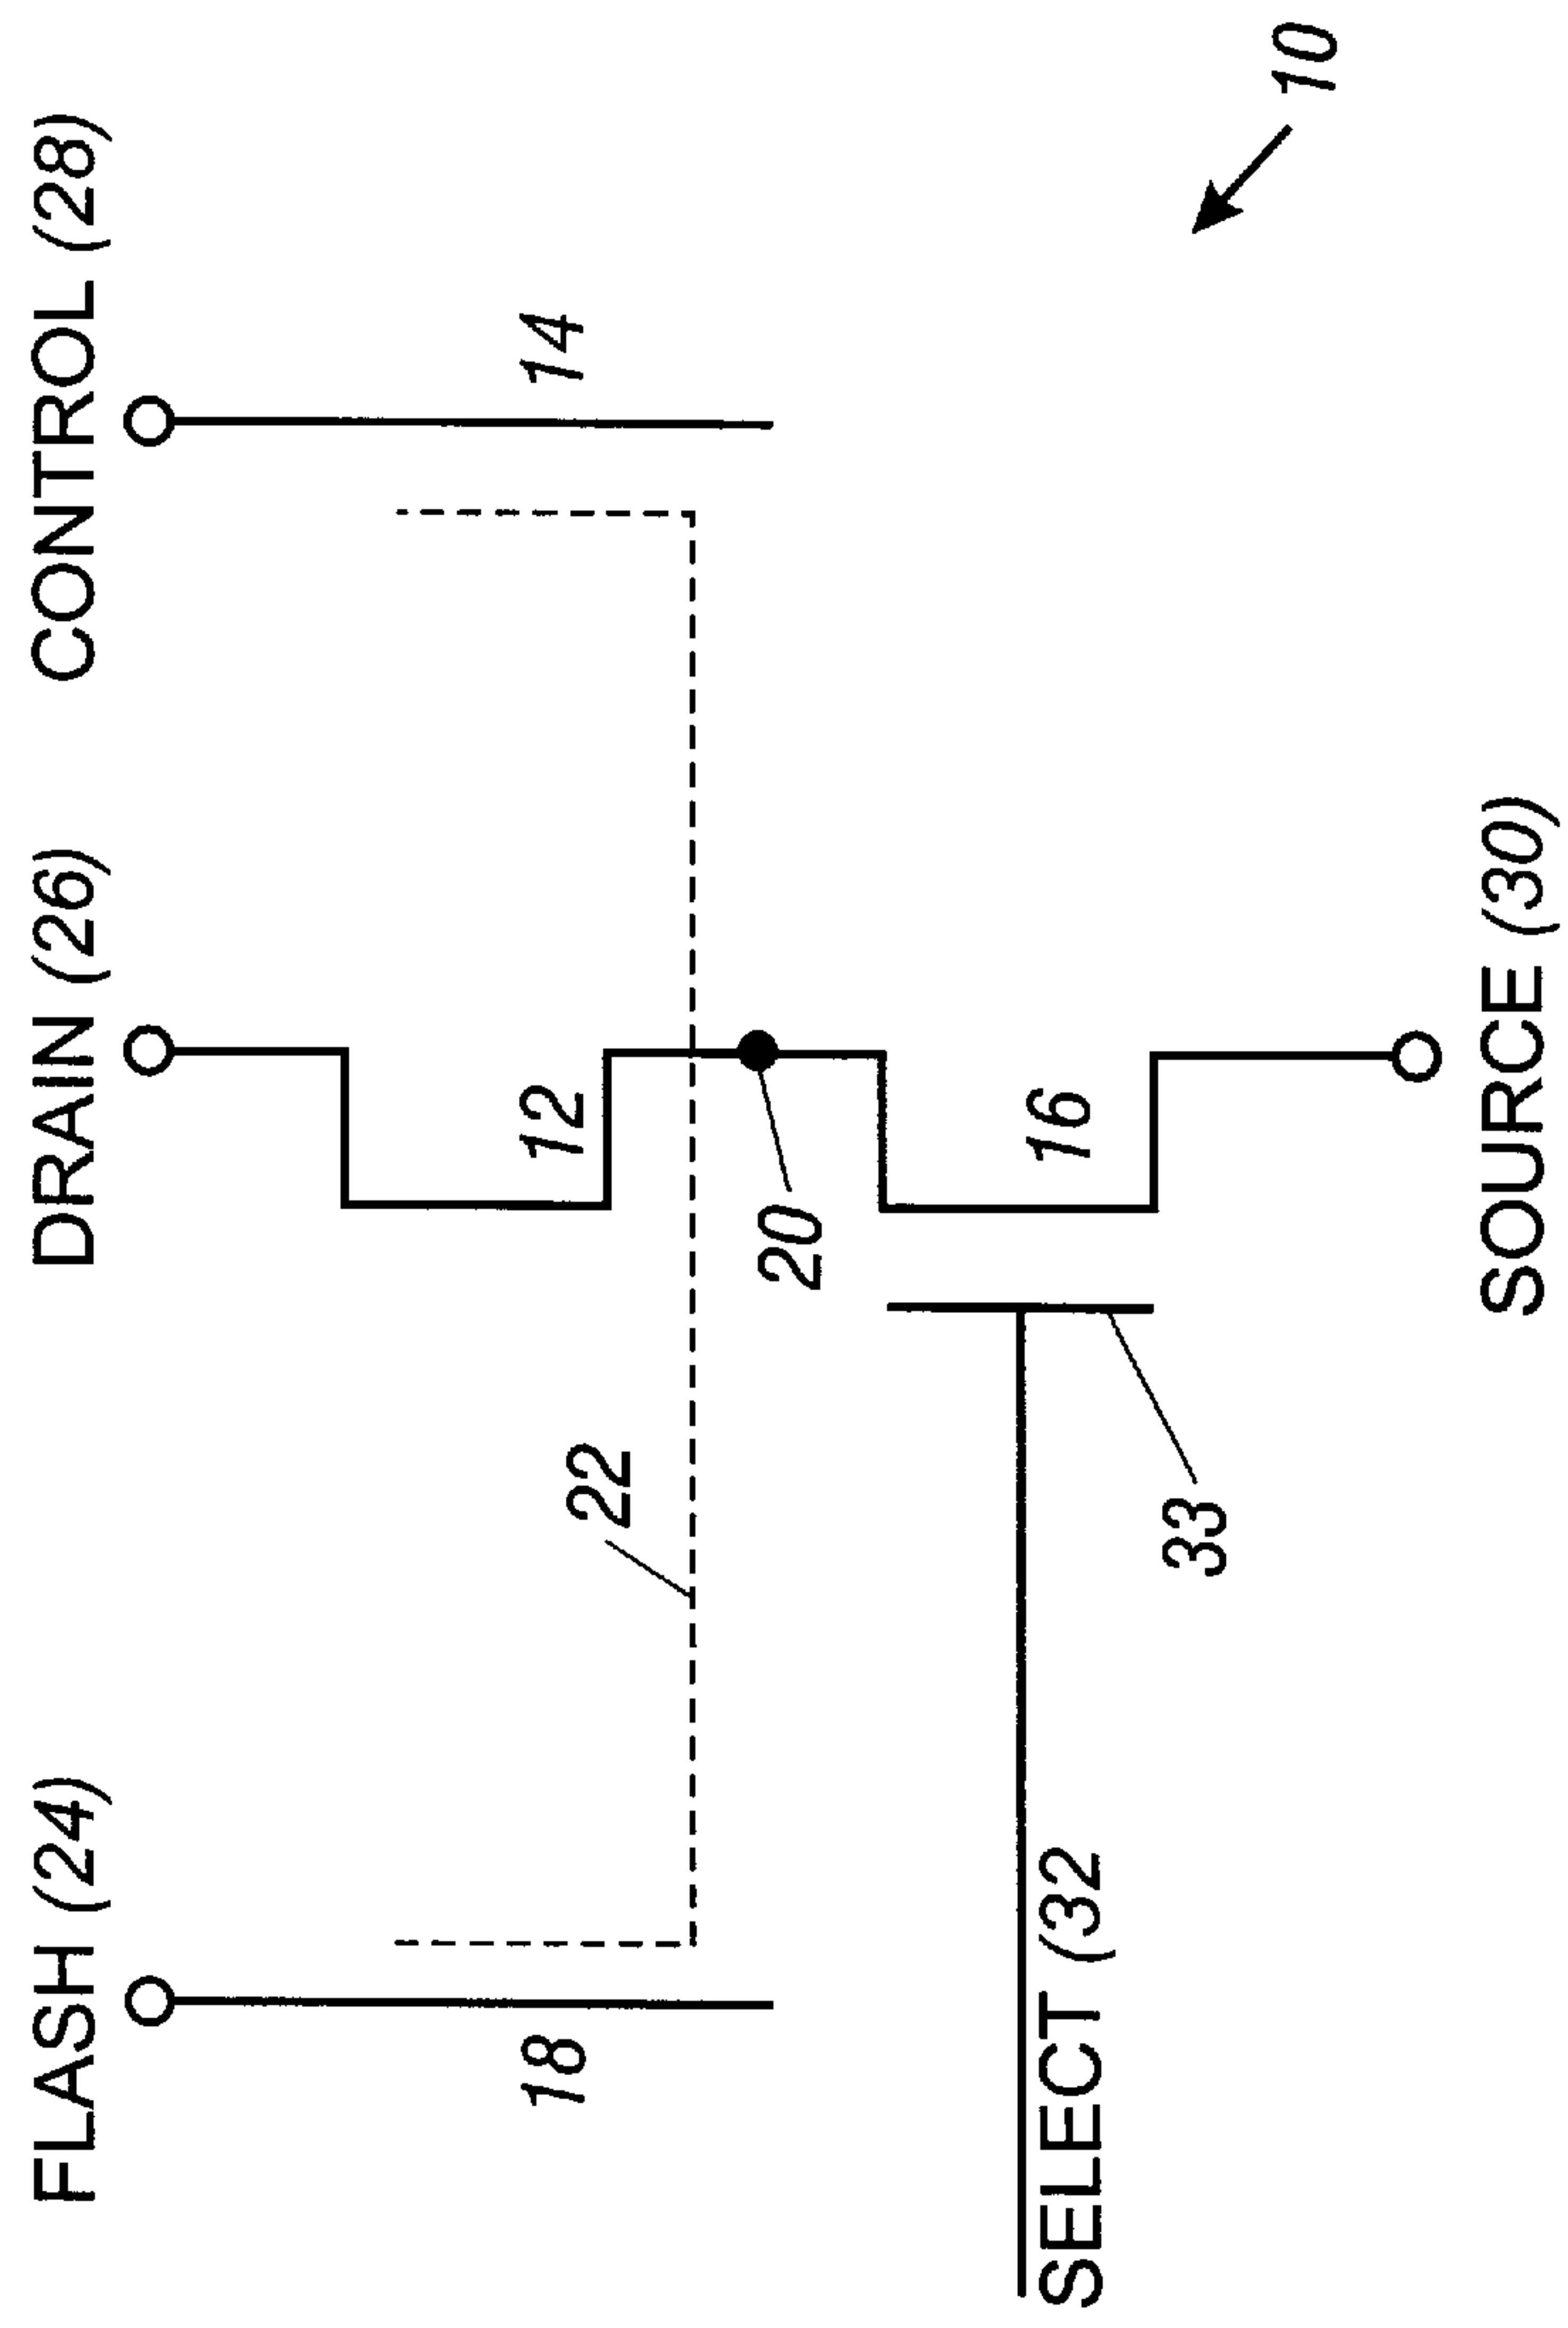 FLASH (24)
DRAIN (26)
CONTROL (28)
18
12
14
22
20
SELECT (32
16
33
10
SOURCE (30)